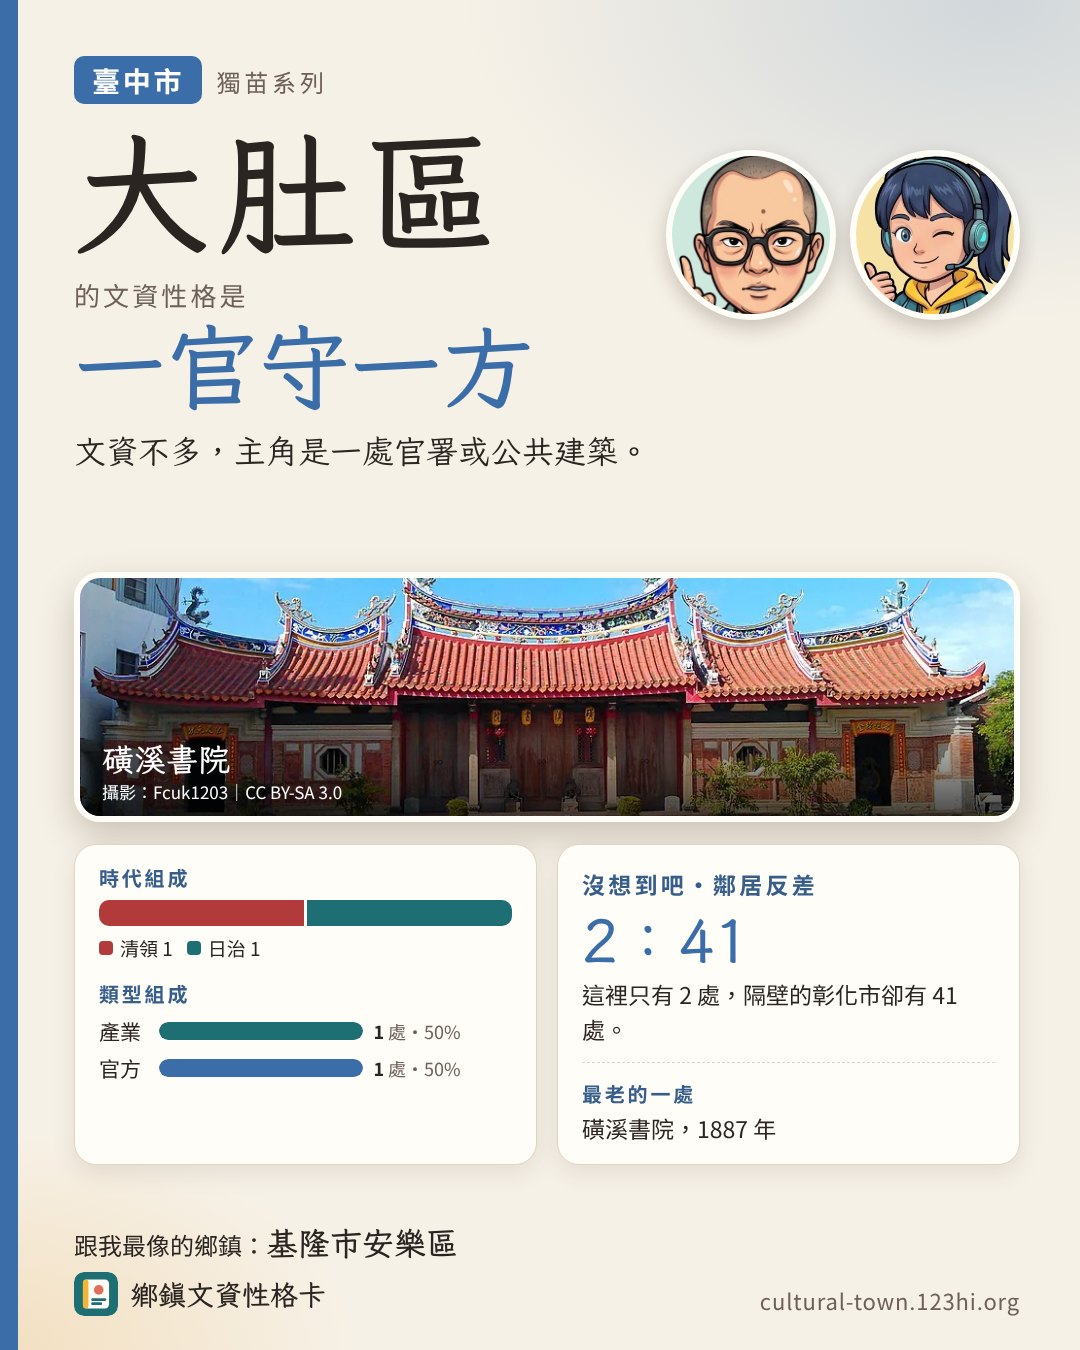 臺中市 獨苗系列
大肚區
的文資性格是
一官守一方
文資不多，主角是一處官署或公共建築。
磺溪書院
攝影：Fcuk1203｜CC BY-SA 3.0
時代組成
清領 1 日治 1
類型組成
產業 1 處・50%
官方 1 處・50%
沒想到吧・鄰居反差
2：41
這裡只有 2 處，隔壁的彰化市卻有 41
處。
最老的一處
磺溪書院，1887 年
跟我最像的鄉鎮：基隆市安樂區
鄉鎮文資性格卡
cultural-town.123hi.org